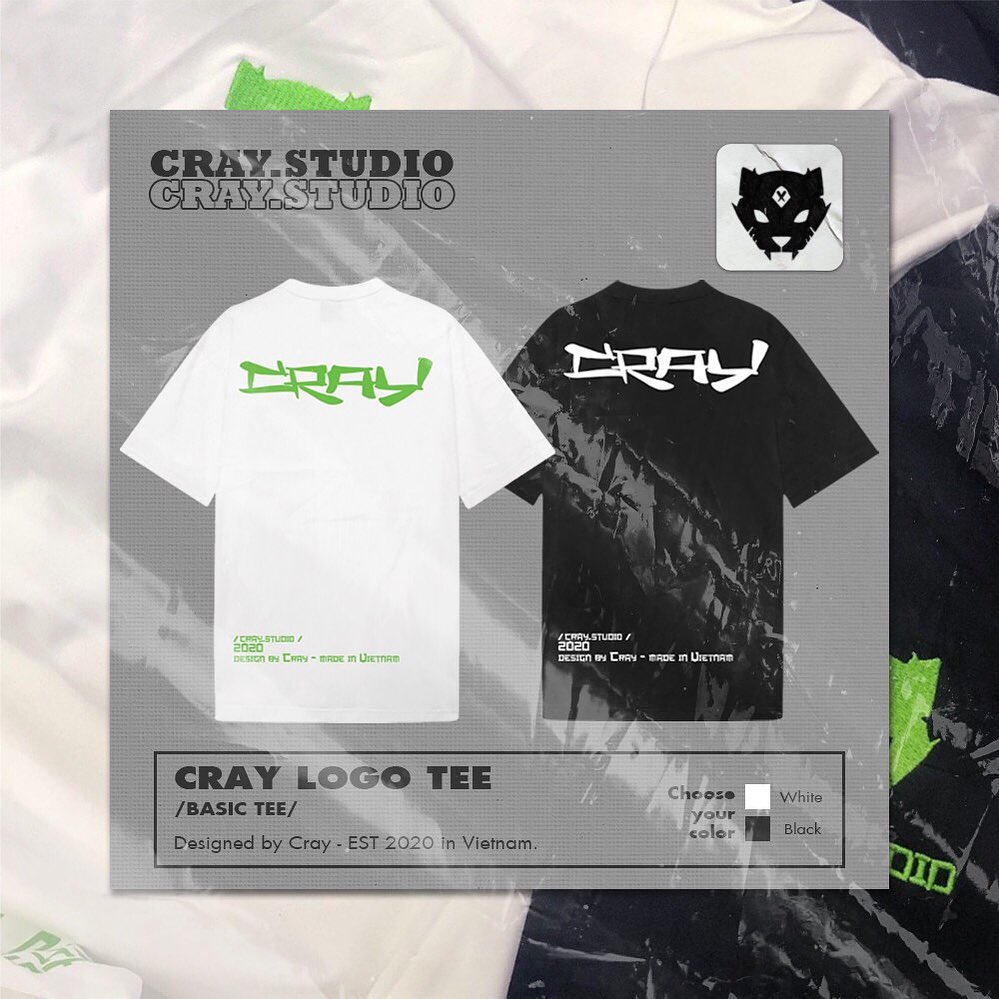 CRAY.STUDIO
CRAY.STUDIO
CRAY!
CRAY!
/CRAY.STUDIO /
2020
DESIGN BY CRAY - MADE IN VIETNAM
/CRAY.STUDIO /
2020
DESIGN BY CRAY - MADE IN VIETNAM
CRAY LOGO TEE
/BASIC TEE/
Designed by Cray - EST 2020 in Vietnam.
Choose
your
color
White
Black